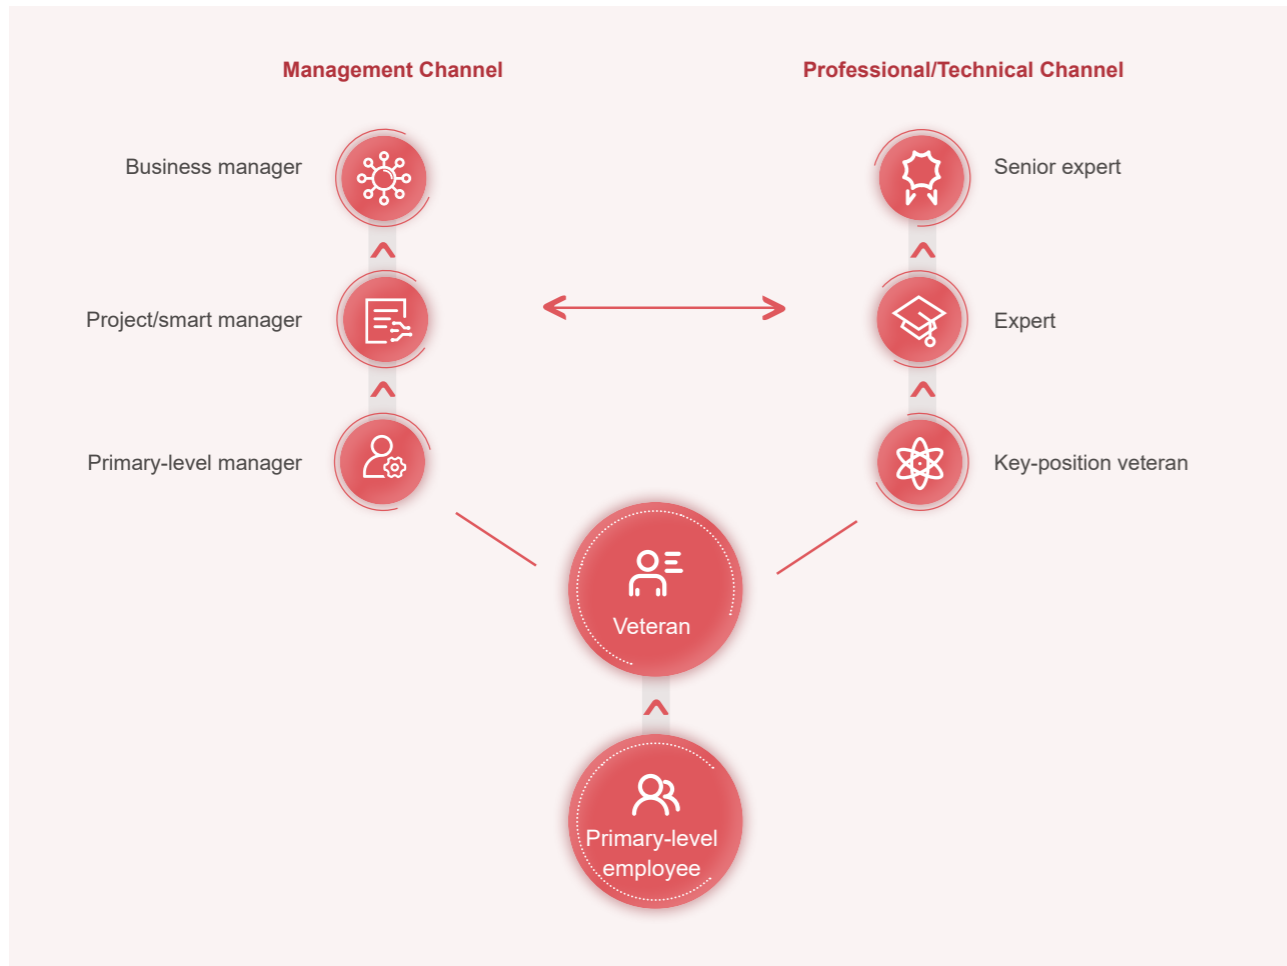 Management Channel
Professional/Technical Channel
Business manager
Senior expert
Project/smart manager
Expert
Primary-level manager
Key-position veteran
Veteran
Primary-level
employee